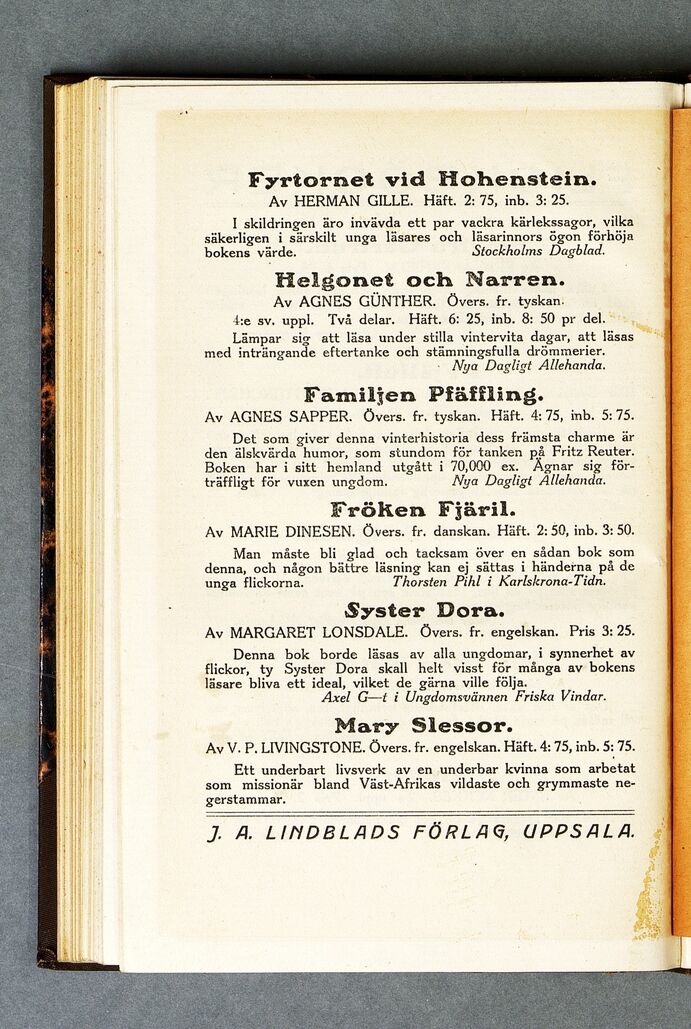 Fyrtornet vid Hohenstein.
Av HERMAN GILLE. Häft. 2: 75, inb. 3: 25.
I skildringen äro invävda ett par vackra kärlekssagor, vilka
säkerligen i särskilt unga läsares och läsarinnors ögon förhöja
bokens värde. Stockholms Dagblad.
Helgonet och Narren.
Av AGNES GÜNTHER. Övers. fr. tyskan.
4:e sv. uppl. Två delar. Häft. 6: 25, inb. 8: 50 pr del.
Lämpar sig att läsa under stilla vintervita dagar, att läsas
med inträngande eftertanke och stämningsfulla drömmerier.
Nya Dagligt Allehanda.
Familjen Pfäffling.
Av AGNES SAPPER. Övers. fr. tyskan. Häft. 4: 75, inb. 5: 75.
Det som giver denna vinterhistoria dess främsta charme är
den älskvärda humor, som stundom för tanken på Fritz Reuter.
Boken har i sitt hemland utgått i 70,000 ex. Ägnar sig för-
träffligt för vuxen ungdom. Nya Dagligt Allehanda.
Fröken Fjäril.
Av MARIE DINESEN. Övers. fr. danskan. Häft. 2: 50, inb. 3: 50.
Man måste bli glad och tacksam över en sådan bok som
denna, och någon bättre läsning kan ej sättas i händerna på de
unga flickorna. Thorsten Pihl i Karlskrona-Tidn.
Syster Dora.
Av MARGARET LONSDALE. Övers. fr. engelskan. Pris 3: 25.
Denna bok borde läsas av alla ungdomar, i synnerhet av
flickor, ty Syster Dora skall helt visst för många av bokens
läsare bliva ett ideal, vilket de gärna ville följa.
Axel G—t i Ungdomsvännen Friska Vindar.
Mary Slessor.
Av V. P. LIVINGSTONE. Övers. fr. engelskan. Häft. 4: 75, inb. 5: 75.
Ett underbart livsverk av en underbar kvinna som arbetat
som missionär bland Väst-Afrikas vildaste och grymmaste ne-
gerstammar.
J. A. LINDBLADS FÖRLAG, UPPSALA.